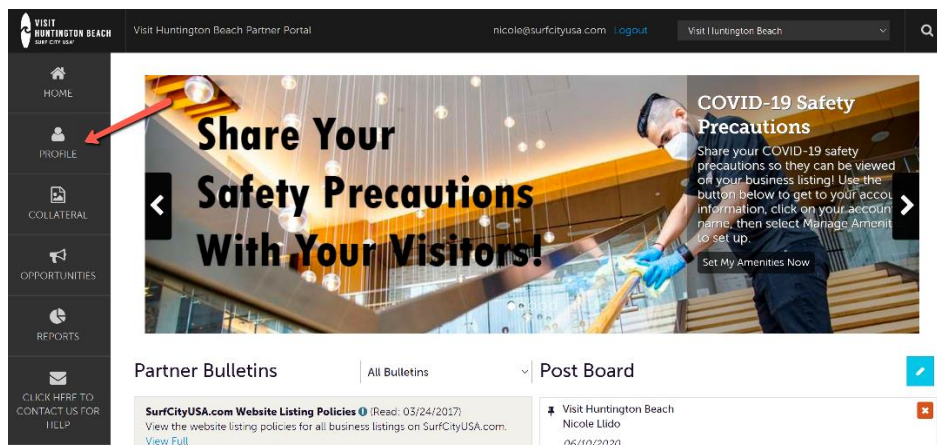 VISIT
HUNTINGTON BEACH
SURF CITY USA®
Visit Huntington Beach Partner Portal
nicole@surfcityusa.com Logout
Visit Huntington Beach
HOME
PROFILE
COLLATERAL
OPPORTUNITIES
REPORTS
CLICK HERE TO
CONTACT US FOR
HELP
Share Your
Safety Precautions
With Your Visitors!
COVID-19 Safety
Precautions
Share your COVID-19 safety
precautions so they can be viewed
on your business listing! Use the
button below to get to your accou
information, click on your account
name, then select Manage Amenit
to set up.
Set My Amenities Now
Partner Bulletins
All Bulletins
SurfCityUSA.com Website Listing Policies (Read: 03/24/2017)
View the website listing policies for all business listings on SurfCityUSA.com.
View Full
Post Board
Visit Huntington Beach
Nicole Llido
06/10/2020